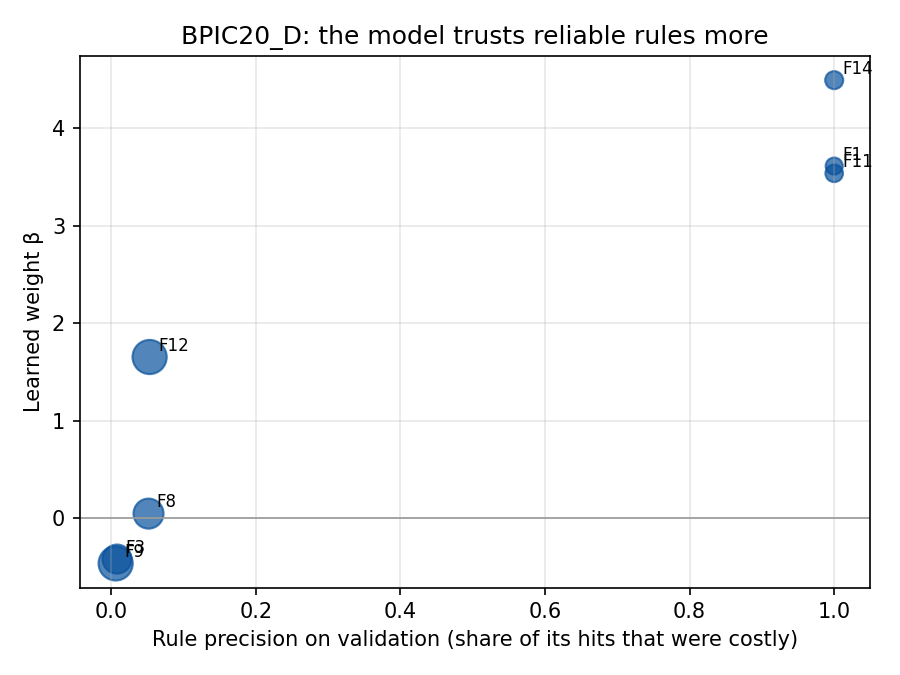 BPIC20_D: the model trusts reliable rules more
F14
4
F1
F11
3
Learned weight β
2
F12
1
F8
0
F3
F9
0.0 0.2 0.4 0.6 0.8 1.0
Rule precision on validation (share of its hits that were costly)